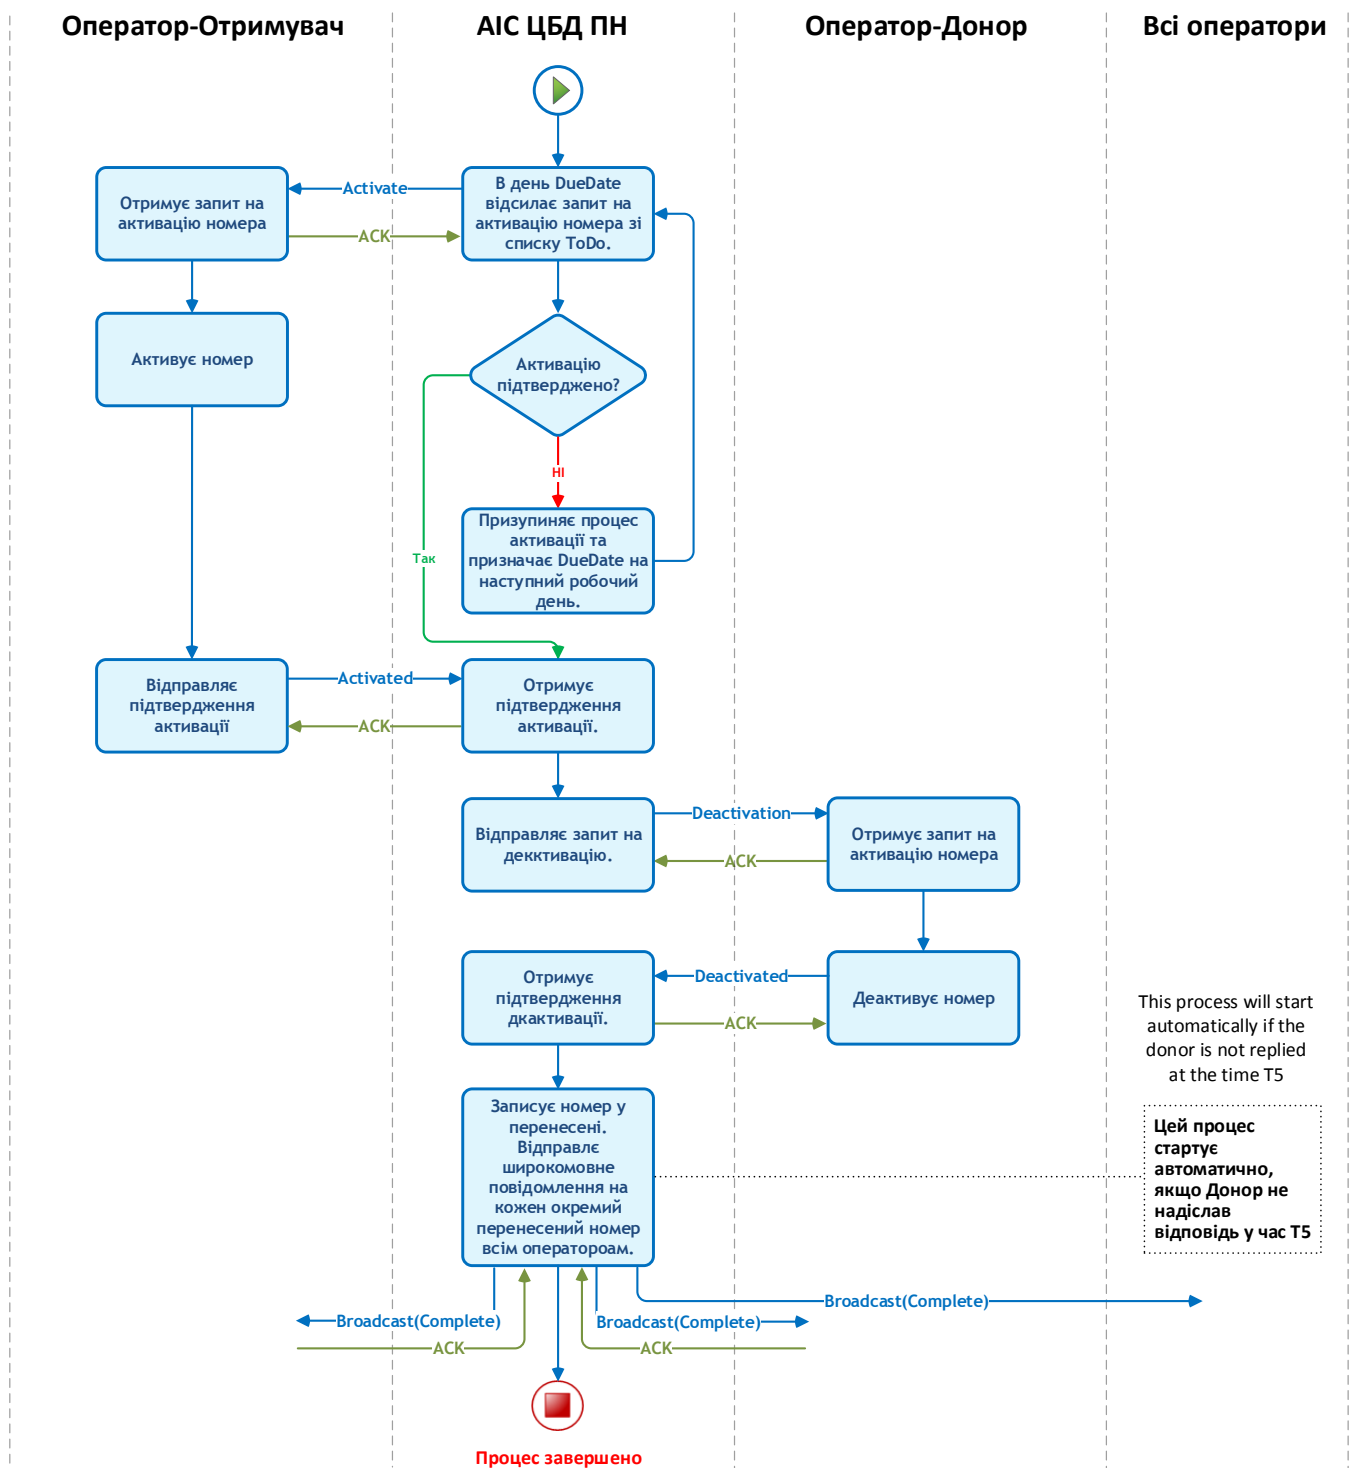 Оператор-Отримувач
АІС ЦБД ПН
Оператор-Донор
Всі оператори
Отримує запит на
активацію номера
Activate
ACK
В день DueDate
відсилає запит на
активацію номера зі
списку ToDo.
Активує номер
Активацію
підтверджено?
НІ
Так
Призупиняє процес
активації та
призначає DueDate на
наступний робочий
день.
Відправляє
підтвердження
активації
Activated
ACK
Отримує
підтвердження
активації.
Відправляє запит на
декктивацію.
Deactivation
ACK
Отримує запит на
активацію номера
Отримує
підтвердження
дкактивації.
Deactivated
ACK
Деактивує номер
This process will start
automatically if the
donor is not replied
at the time T5
Записує номер у
перенесені.
Відправлє
широкомовне
повідомлення на
кожен окремий
перенесений номер
всім оператороам.
Цей процес
стартує
автоматично,
якщо Донор не
надіслав
відповідь у час Т5
Broadcast(Complete)
Broadcast(Complete)
Broadcast(Complete)
ACK
ACK
Процес завершено